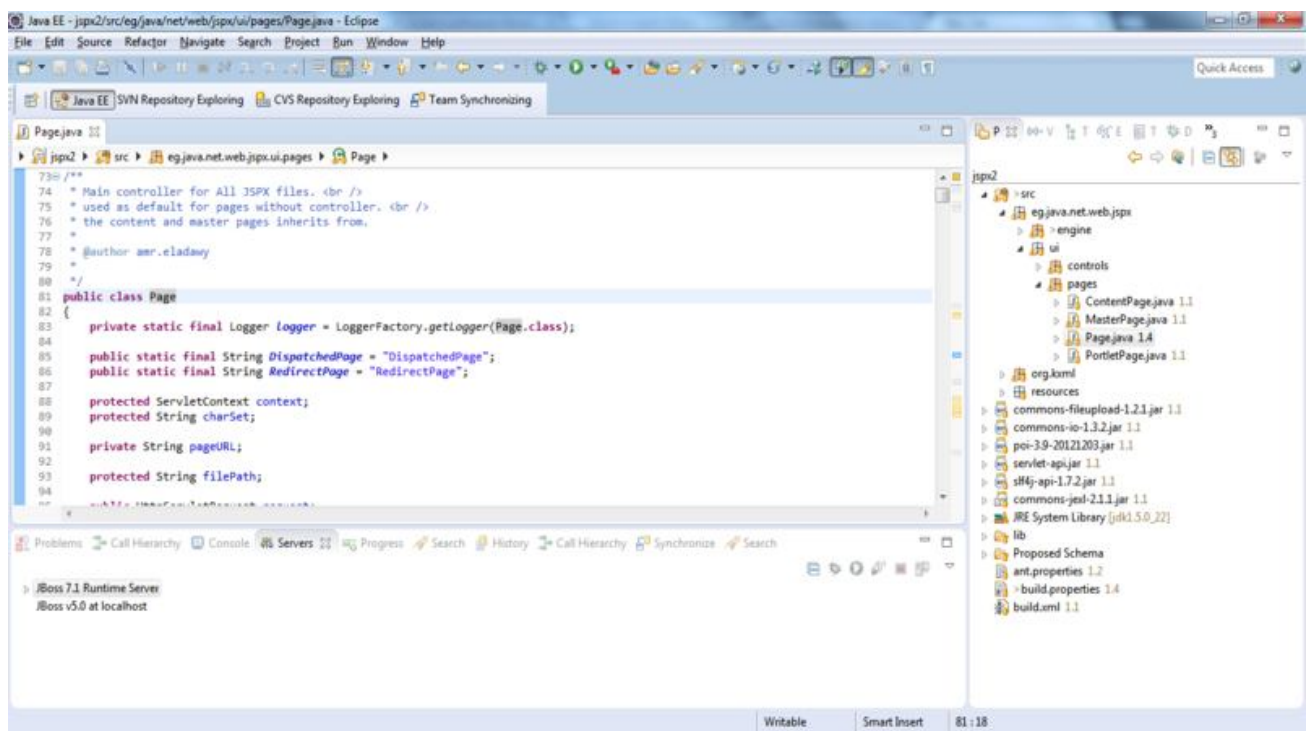 Java EE - jspx2/src/eg/java/net/web/jspx/ui/pages/Page.java - Eclipse
File Edit Source Refactor Navigate Search Project Run Window Help
Quick Access
Java EE SVN Repository Exploring CVS Repository Exploring Team Synchronizing
Page.java
jspx2 src eg.java.net.web.jspx.ui.pages Page
73 /**
74 * Main controller for All JSPX files. <br />
75 * used as default for pages without controller. <br />
76 * the content and master pages inherits from.
77 *
78 * @author amr.eladawy
79 *
80 */
81 public class Page
82 {
83 private static final Logger logger = LoggerFactory.getLogger(Page.class);
84
85 public static final String DispatchedPage = "DispatchedPage";
86 public static final String RedirectPage = "RedirectPage";
87
88 protected ServletContext context;
89 protected String charSet;
90
91 private String pageURL;
92
93 protected String filePath;
94
Problems Call Hierarchy Console Servers Progress Search History Call Hierarchy Synchronize Search
JBoss 7.1 Runtime Server
JBoss v5.0 at localhost
jspx2
>src
eg.java.net.web.jspx
>engine
ui
controls
pages
ContentPage.java 1.1
MasterPage.java 1.1
Page.java 1.4
PortletPage.java 1.1
org.kxml
resources
commons-fileupload-1.2.1.jar 1.1
commons-io-1.3.2.jar 1.1
poi-3.9-20121203.jar 1.1
servlet-api.jar 1.1
slf4j-api-1.7.2.jar 1.1
commons-jexl-2.1.1.jar 1.1
JRE System Library [jdk1.5.0_22]
lib
Proposed Schema
ant.properties 1.2
>build.properties 1.4
build.xml 1.1
Writable Smart Insert 81 : 18